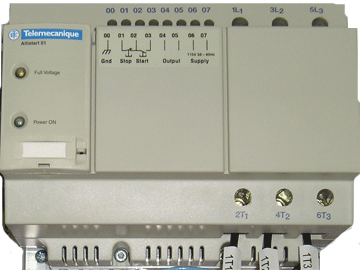 00 01 02 03 04 05 06 07
1L1 3L2 5L3
Telemecanique
Altistart 01
00 01 02 03 04 05 06 07
Full Voltage
Gnd Stop Start Output Supply
Power ON
2T1 4T2 6T3